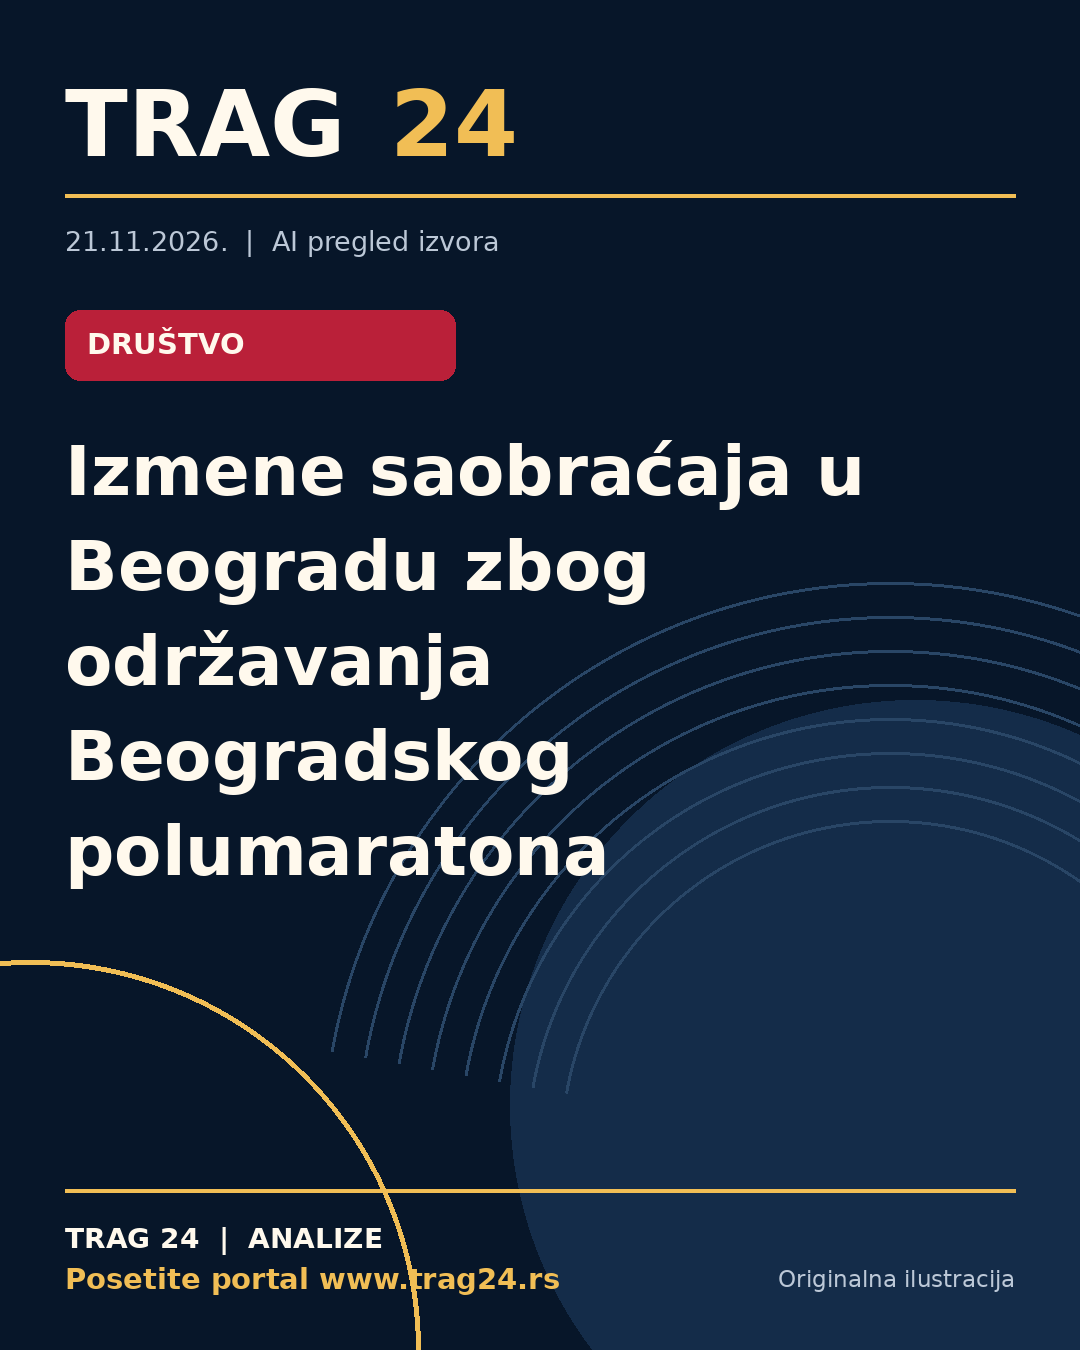 TRAG 24
21.11.2026. | AI pregled izvora
DRUŠTVO
Izmene saobraćaja u
Beogradu zbog
održavanja
Beogradskog
polumaratona
TRAG 24 | ANALIZE
Posetite portal www.trag24.rs
Originalna ilustracija